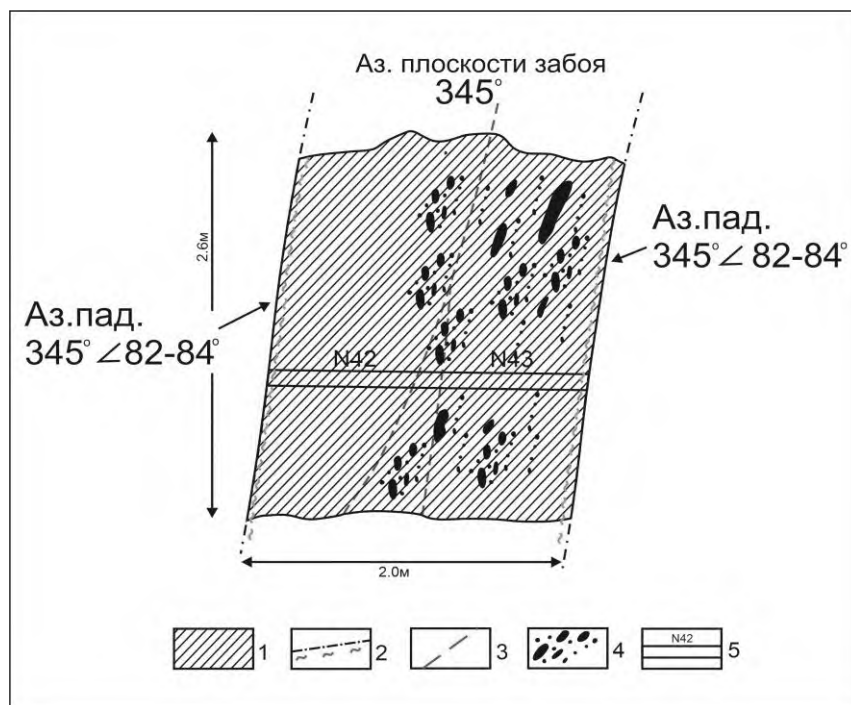 Аз. плоскости забоя
345°
2.6м
Аз.пад.
345°∠82-84°
Аз.пад.
345°∠82-84°
N42
N43
2.0м
1
2
3
4
N42
5